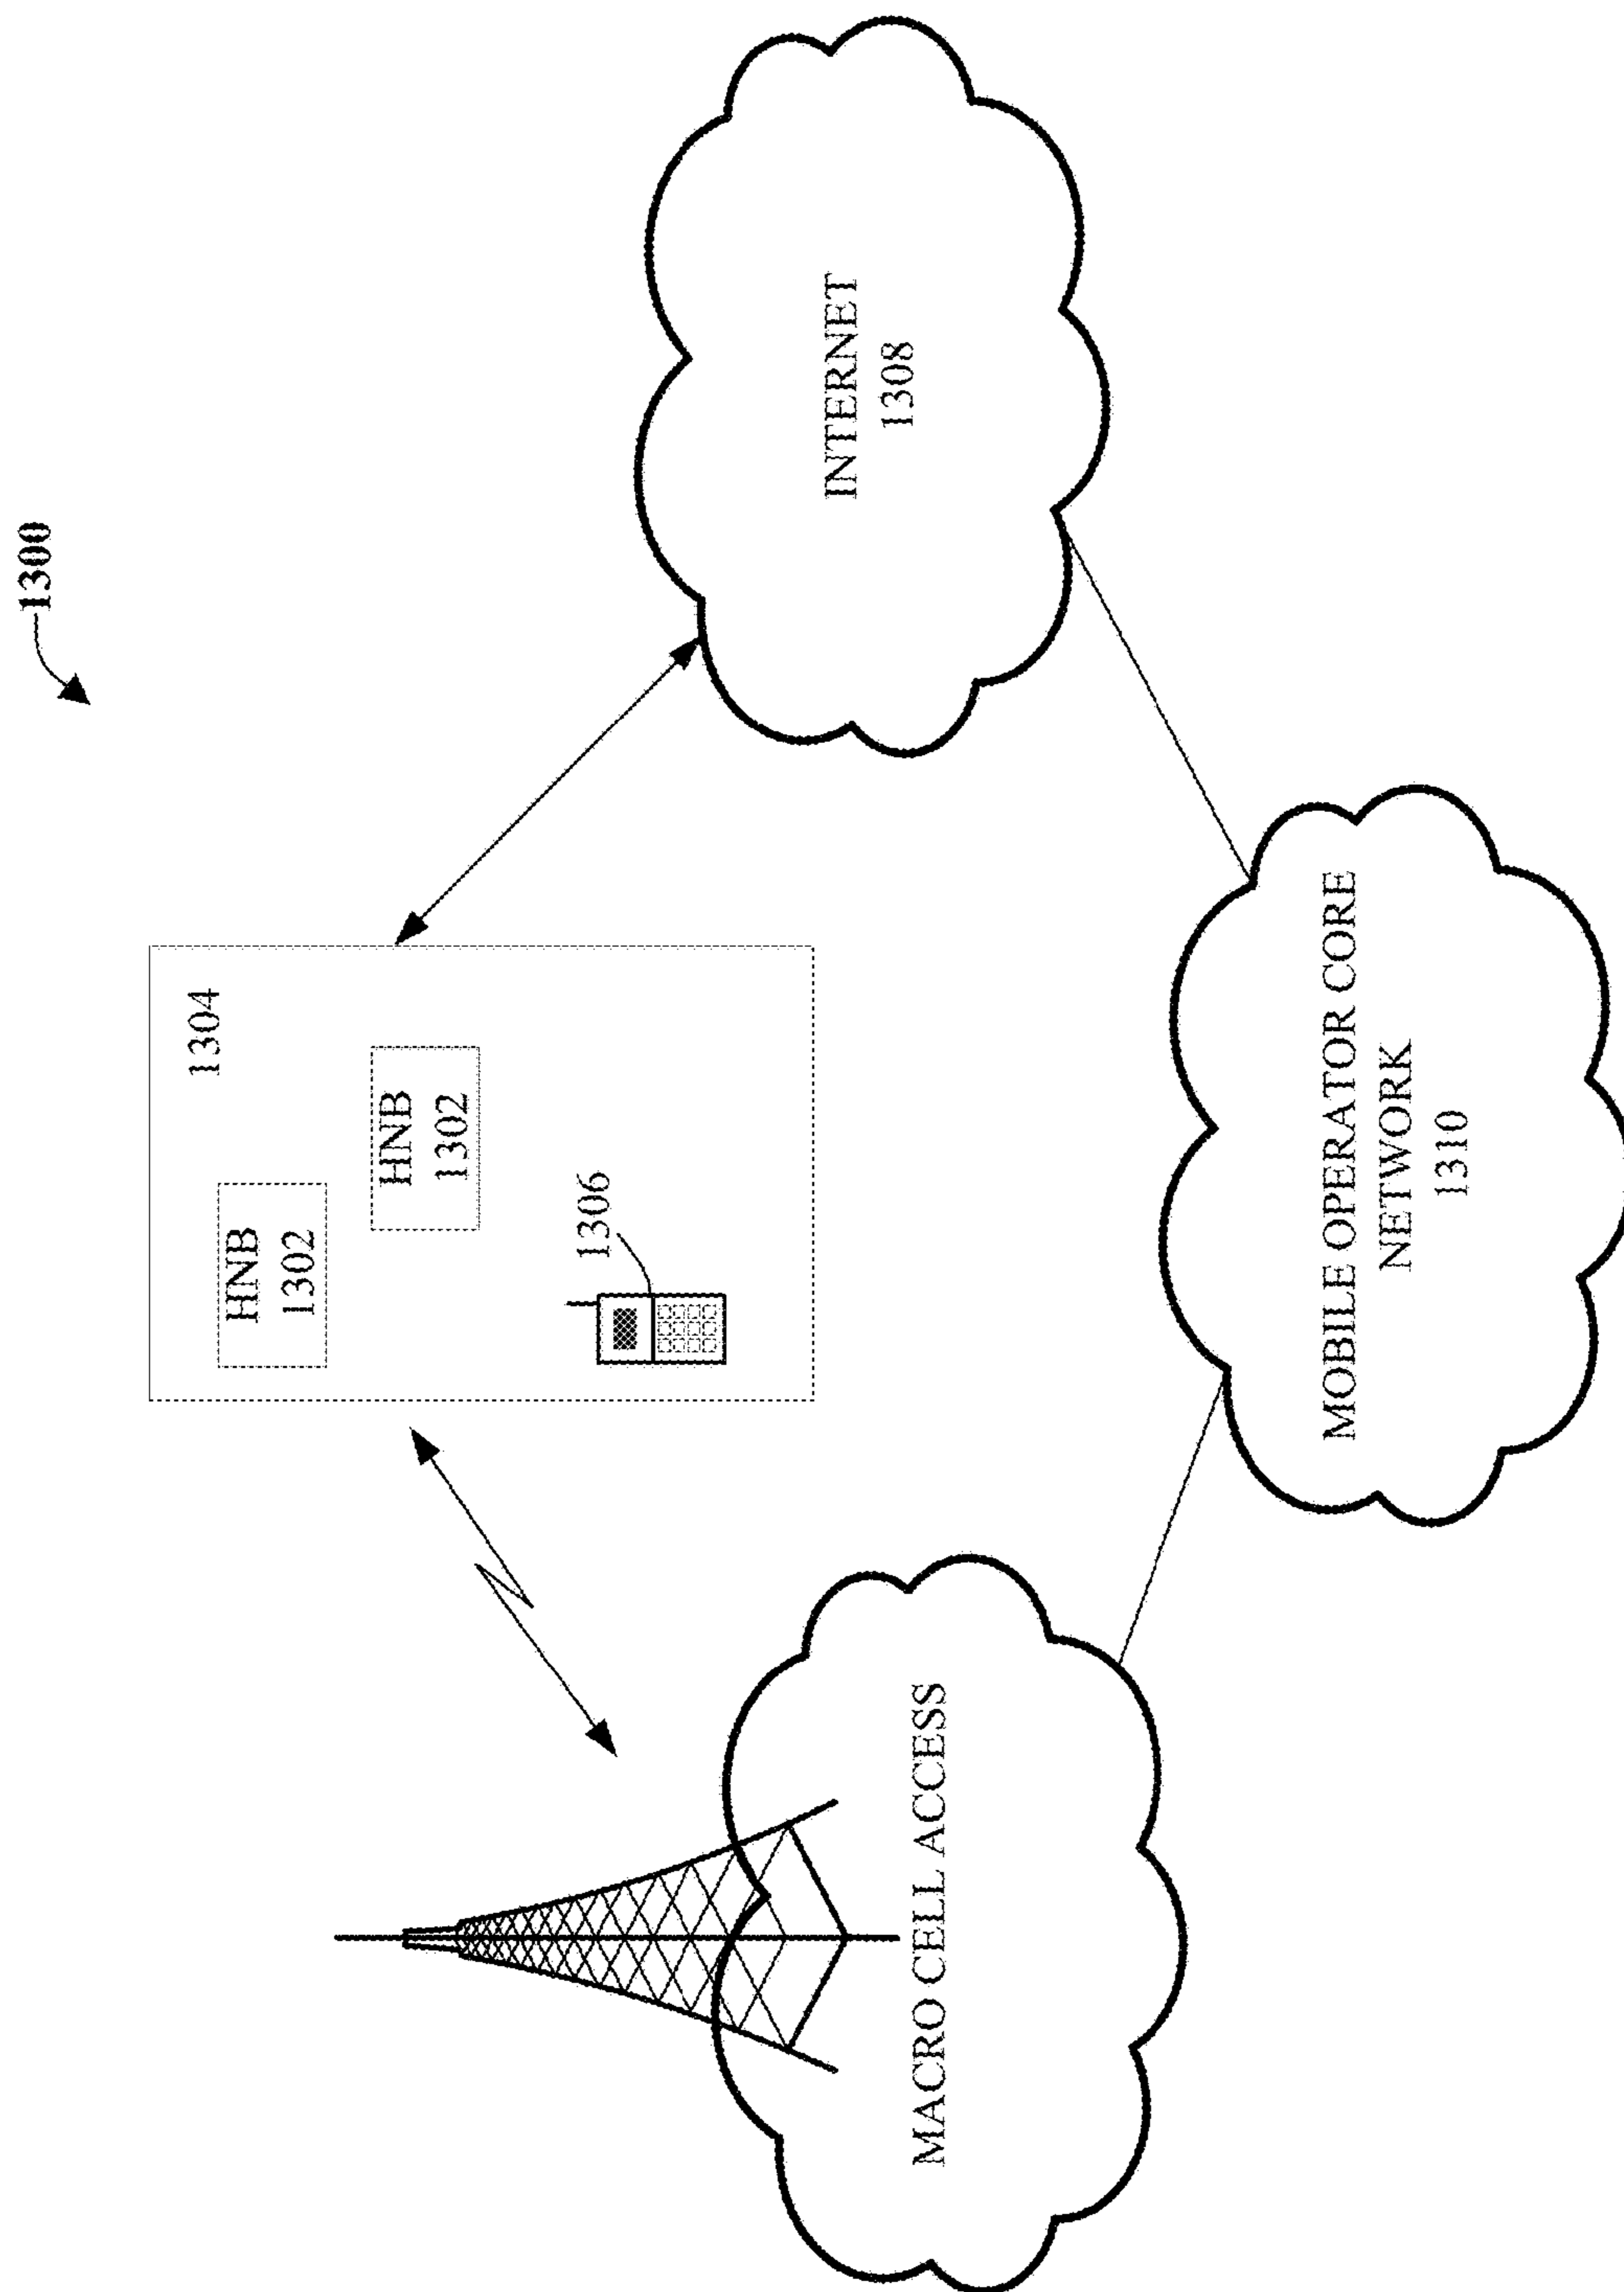 1300
1304
HNB
1302
HNB
1302
1306
INTERNET
1308
MACRO CELL ACCESS
MOBILE OPERATOR CORE
NETWORK
1310